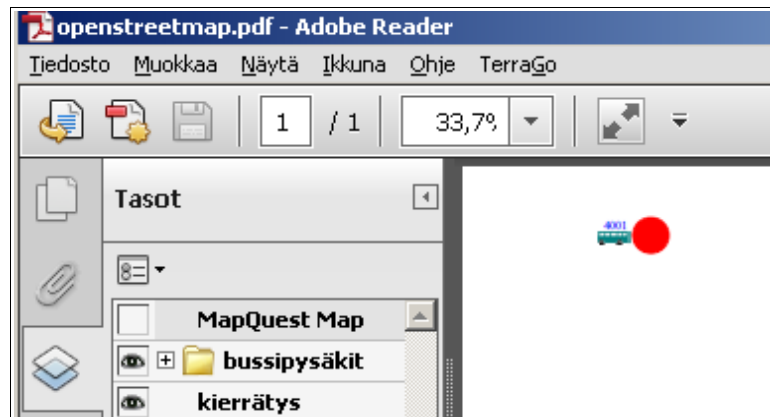 openstreetmap.pdf - Adobe Reader
Tiedosto Muokkaa Näytä Ikkuna Ohje TerraGo
1 / 1 33,7%
Tasot
4001
MapQuest Map
bussipysäkit
kierrätys